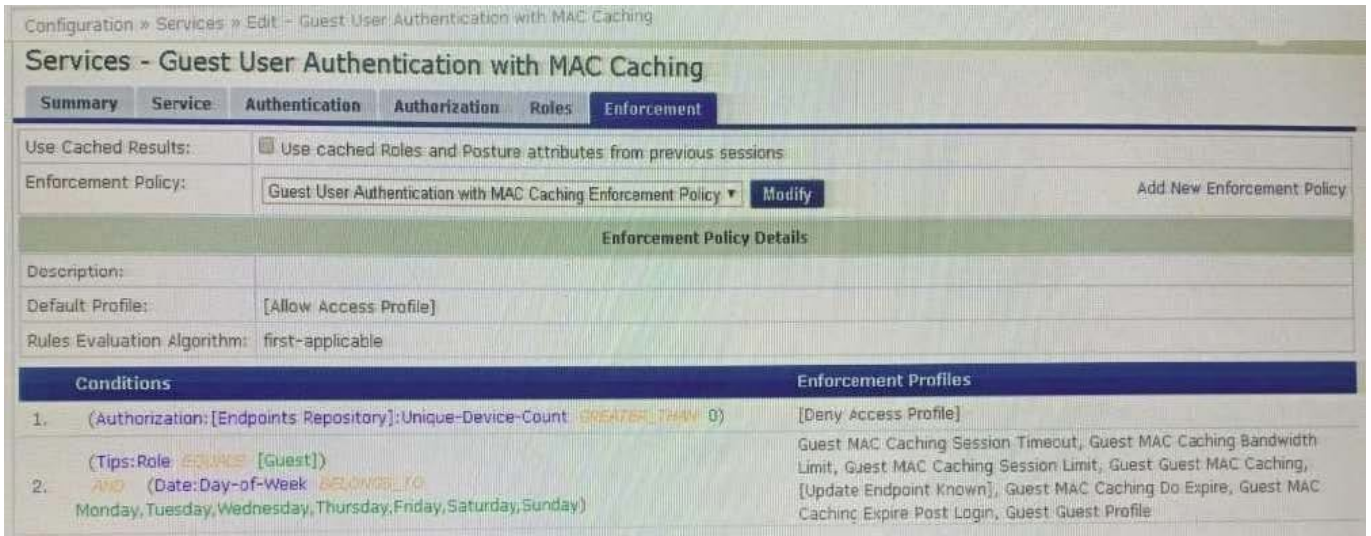 Configuration » Services » Edit - Guest User Authentication with MAC Caching
Services - Guest User Authentication with MAC Caching
Summary Service Authentication Authorization Roles Enforcement
Use Cached Results: Use cached Roles and Posture attributes from previous sessions
Enforcement Policy: Guest User Authentication with MAC Caching Enforcement Policy Modify Add New Enforcement Policy
Enforcement Policy Details
Description:
Default Profile: [Allow Access Profile]
Rules Evaluation Algorithm: first-applicable
Conditions Enforcement Profiles
1. (Authorization:[Endpoints Repository]:Unique-Device-Count GREATER_THAN 0) [Deny Access Profile]
2. (Tips:Role EQUALS [Guest])
AND (Date:Day-of-Week BELONGS_TO
Monday,Tuesday,Wednesday,Thursday,Friday,Saturday,Sunday)
Guest MAC Caching Session Timeout, Guest MAC Caching Bandwidth
Limit, Guest MAC Caching Session Limit, Guest Guest MAC Caching,
[Update Endpoint Known], Guest MAC Caching Do Expire, Guest MAC
Caching Expire Post Login, Guest Guest Profile